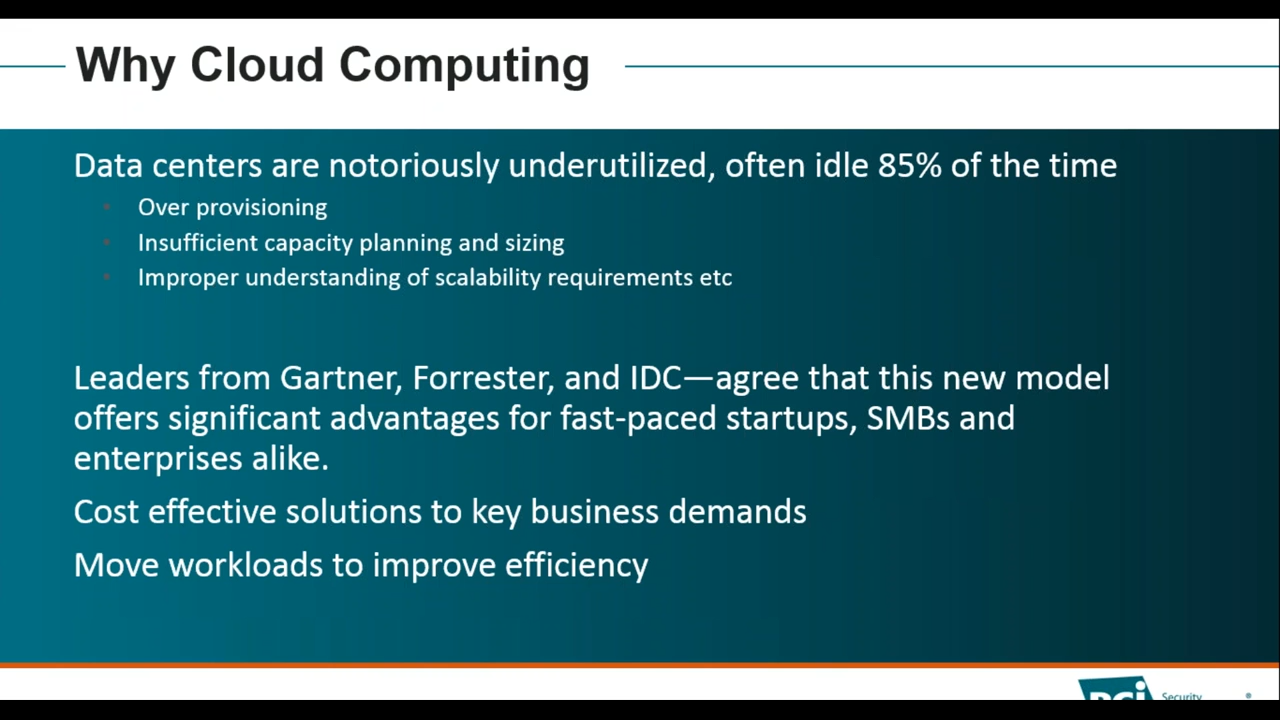 Why Cloud Computing
Data centers are notoriously underutilized, often idle 85% of the time
• Over provisioning
• Insufficient capacity planning and sizing
• Improper understanding of scalability requirements etc
Leaders from Gartner, Forrester, and IDC—agree that this new model
offers significant advantages for fast-paced startups, SMBs and
enterprises alike.
Cost effective solutions to key business demands
Move workloads to improve efficiency
Security
®